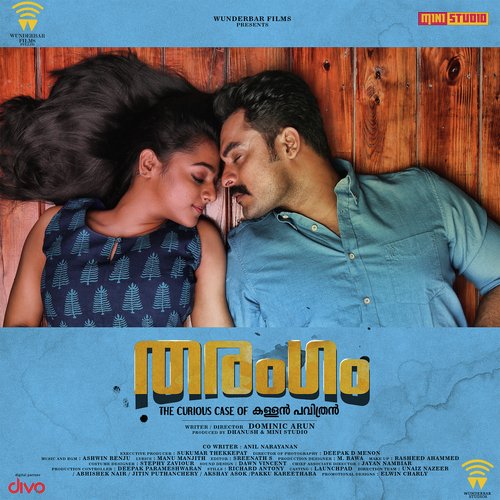 WUNDERBAR FILMS
PRESENTS
WUNDERBAR
FILMS
MINI STUDIO
തരംഗം
THE CURIOUS CASE OF കള്ളൻ പവിത്രൻ
WRITER / DIRECTOR DOMINIC ARUN
PRODUCED BY DHANUSH & MINI STUDIO
CO WRITER : ANIL NARAYANAN
EXECUTIVE PRODUCER : SUKUMAR THEKKEPAT DIRECTOR OF PHOTOGRAPHY : DEEPAK D MENON
MUSIC AND BGM : ASHWIN RENJU LYRICS : MANU MANJITH EDITOR : SREENATH S PRODUCTION DESIGNER : M. BAWA MAKE UP : RASHEED AHAMMED
COSTUME DESIGNER : STEPHY ZAVIOUR SOUND DESIGN : DAWN VINCENT CHIEF ASSOCIATE DIRECTOR : JAYAN NAMBIAR
PRODUCTION CONTROLLER : DEEPAK PARAMESHWARAN STILLS : RICHARD ANTONY CASTING : LAUNCHPAD DIRECTION TEAM : UNAIZ NAZEER
ABHISHEK NAIR / JITIN PUTHANCHERY / AKSHAY ASOK / PAKKU KAREETHARA PROMOTIONAL DESIGNS : ELWIN CHARLY
digital partner
divo
WUNDERBAR
STUDIOS